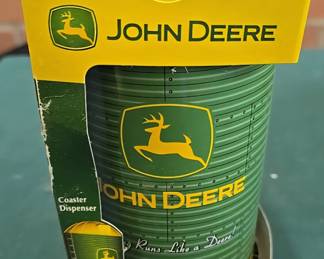 JOHN DEERE
JOHN DEERE
Coaster
Dispenser
Runs Like a Deere!